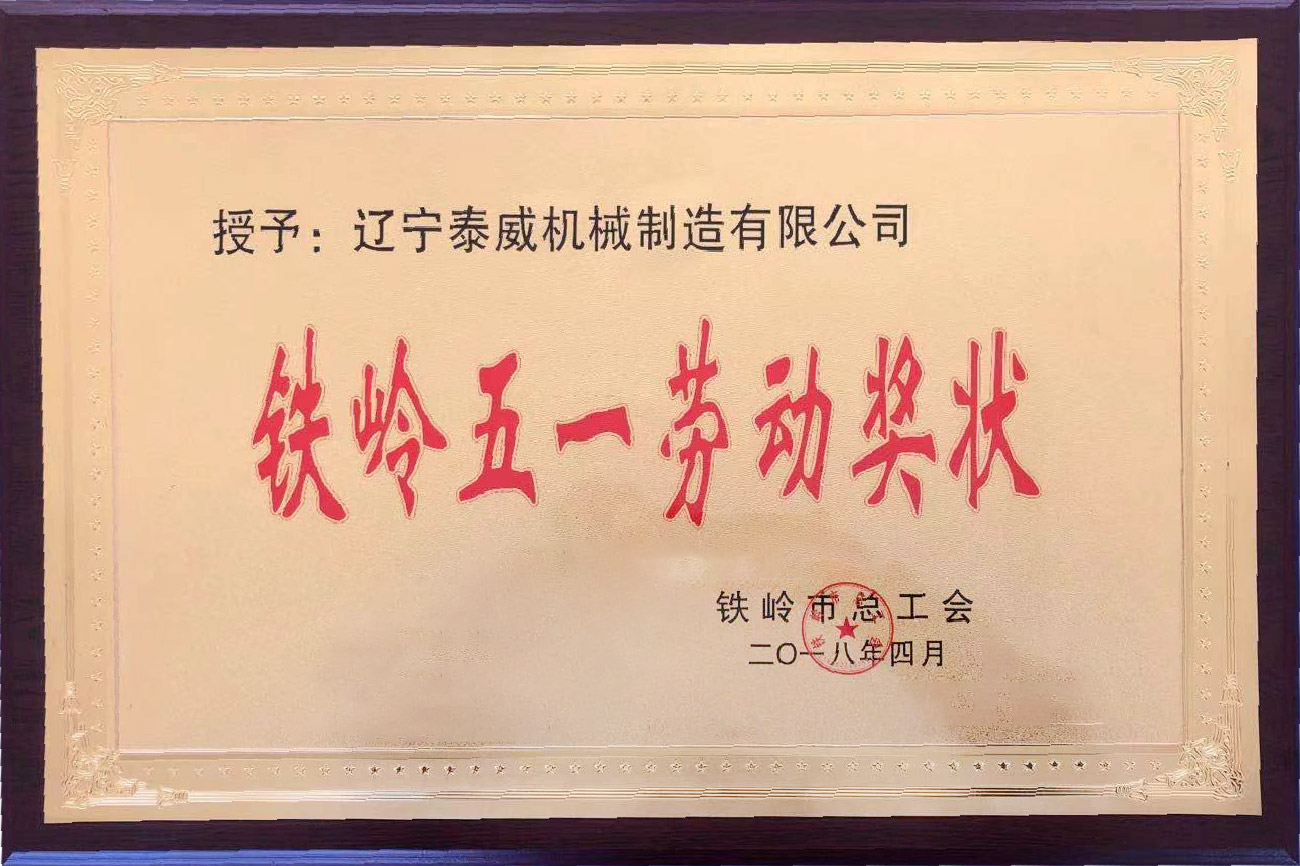 授予：辽宁泰威机械制造有限公司
铁岭五一劳动奖状
铁岭市总工会
二〇一八年四月